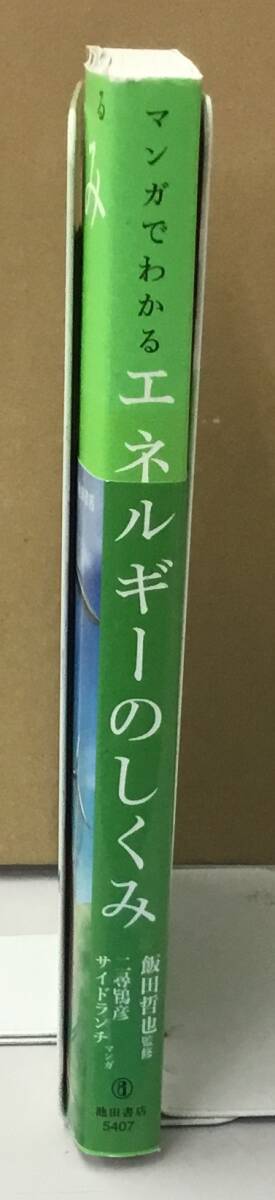 マンガでわかる
エネルギーのしくみ
飯田哲也 監修
二尋鴇彦
サイドランチ マンガ
池田書店
5407
る
み